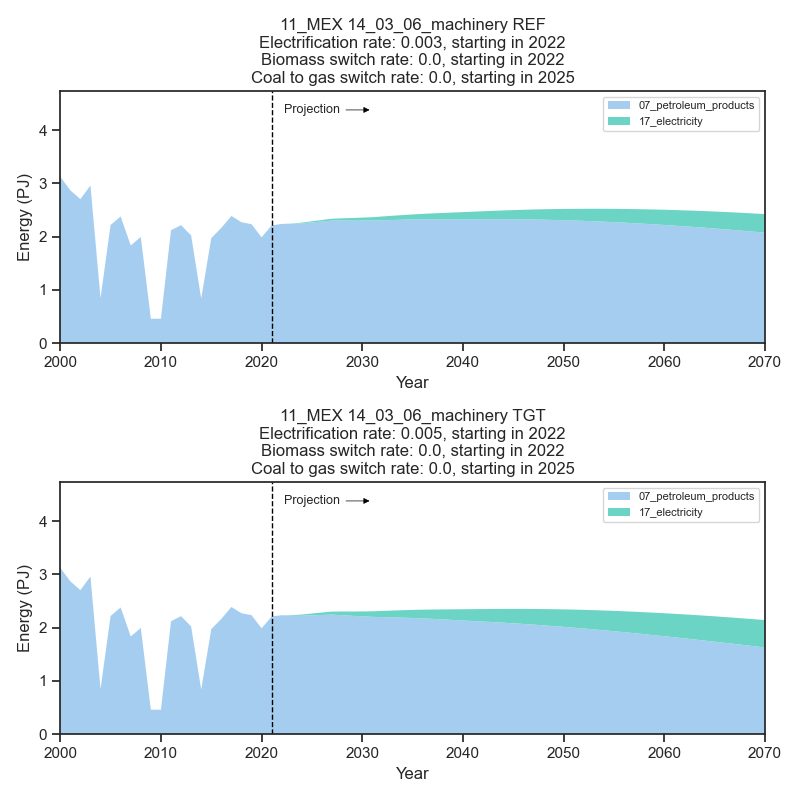 11_MEX 14_03_06_machinery REF
Electrification rate: 0.003, starting in 2022
Biomass switch rate: 0.0, starting in 2022
Coal to gas switch rate: 0.0, starting in 2025
Projection
07_petroleum_products
17_electricity
Energy (PJ)
4
3
2
1
0
2000 2010 2020 2030 2040 2050 2060 2070
Year
11_MEX 14_03_06_machinery TGT
Electrification rate: 0.005, starting in 2022
Biomass switch rate: 0.0, starting in 2022
Coal to gas switch rate: 0.0, starting in 2025
Projection
07_petroleum_products
17_electricity
Energy (PJ)
4
3
2
1
0
2000 2010 2020 2030 2040 2050 2060 2070
Year